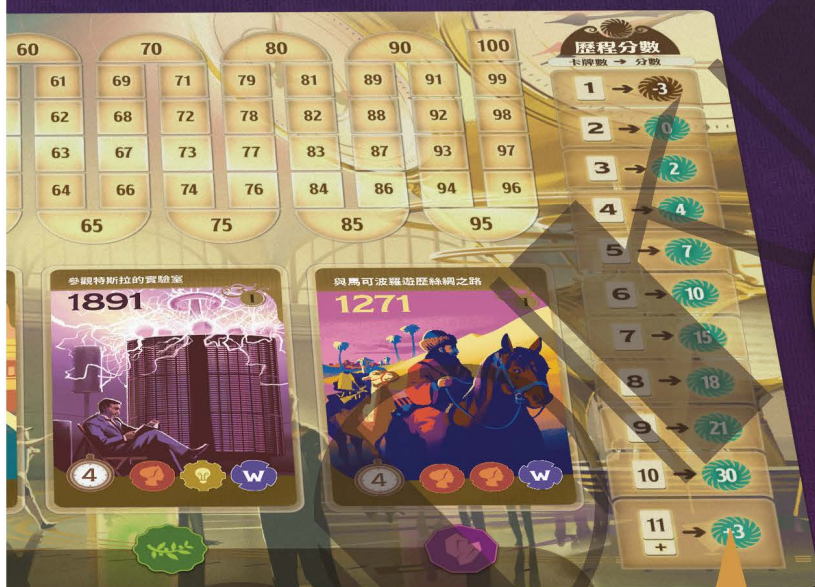 60 70 80 90 100
61 69 71 79 81 89 91 99
62 68 72 78 82 88 92 98
63 67 73 77 83 87 93 97
64 66 74 76 84 86 94 96
65 75 85 95
歷程分數
卡牌數 → 分數
1 → -3
2 → 0
3 → 2
4 → 4
5 → 7
6 → 10
7 → 15
8 → 18
9 → 21
10 → 30
11 + → +3
參觀特斯拉的實驗室
1891 1
4 W
與馬可波羅遊歷絲綢之路
1271 1
4 W